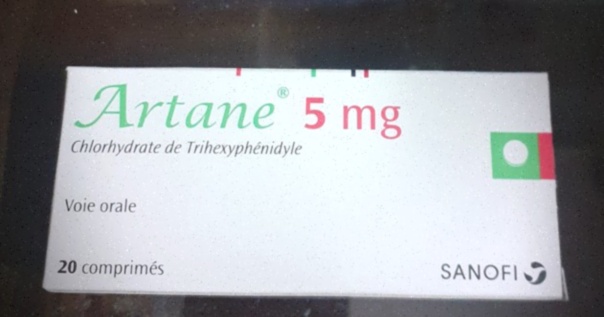 Artane® 5 mg
Chlorhydrate de Trihexyphénidyle
Voie orale
20 comprimés
SANOFI